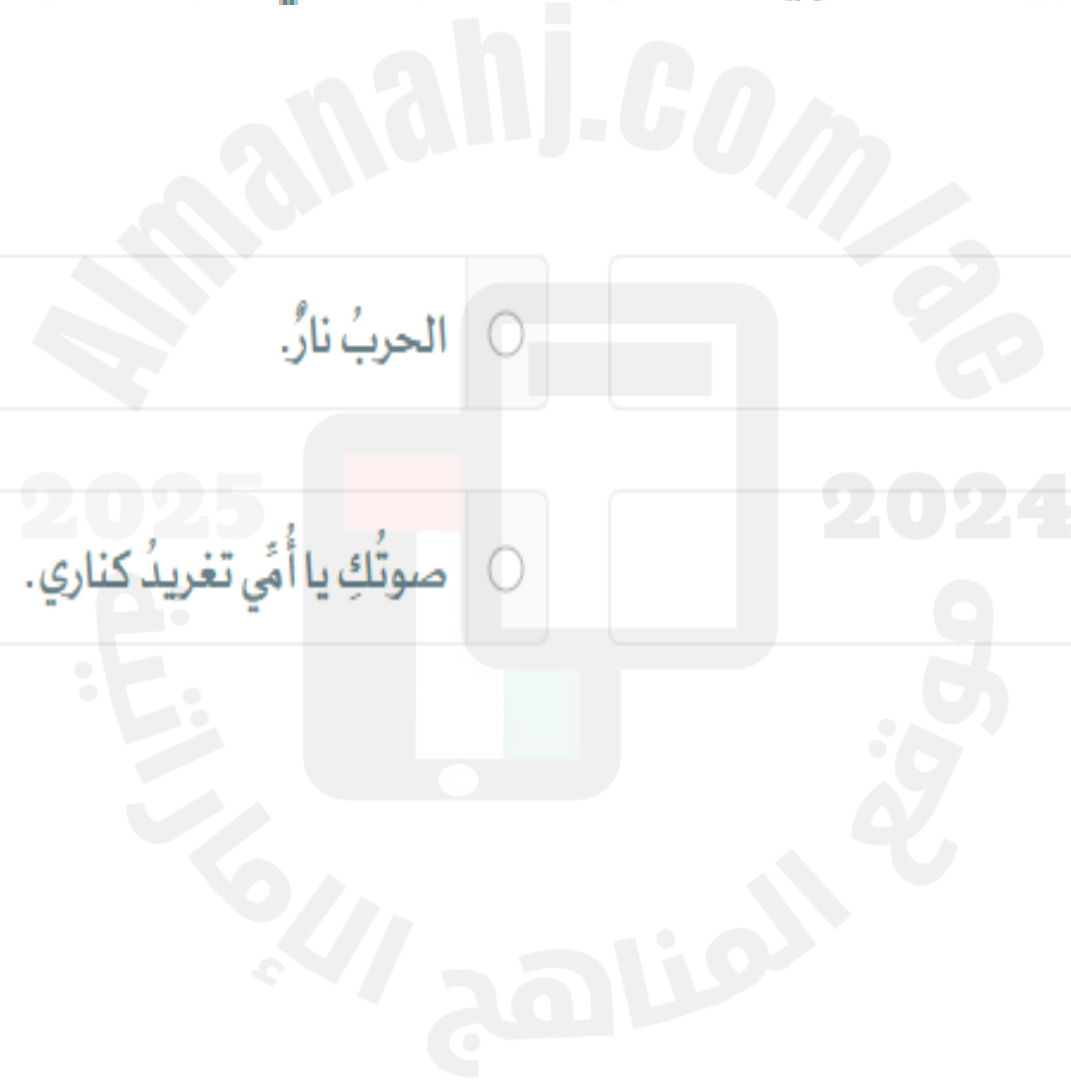 Almanahj.com/ae
الحربُ نارٌ.
2025 2024
صوتُكِ يا أُمِّي تغريدُ كناري.
موقع المناهج الإماراتية